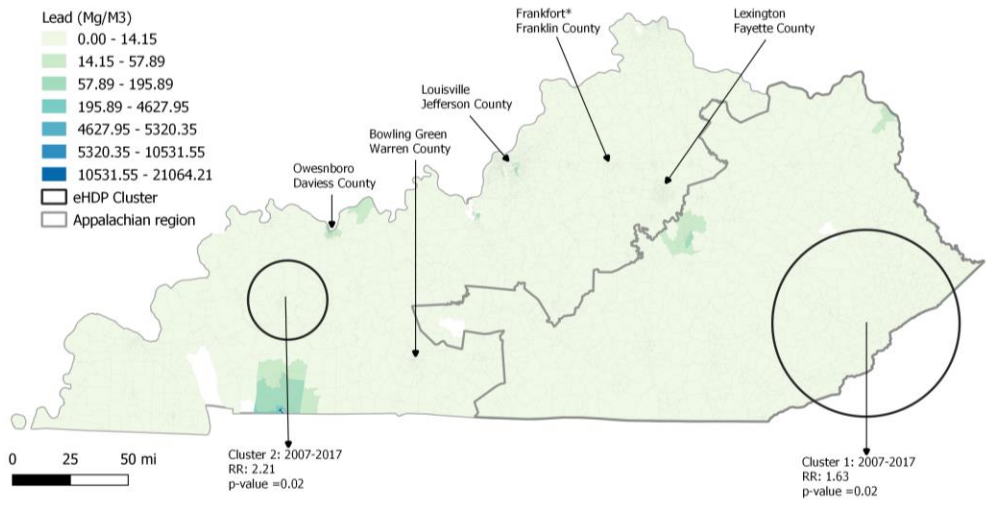 Lead (Mg/M3)
0.00 - 14.15
14.15 - 57.89
57.89 - 195.89
195.89 - 4627.95
4627.95 - 5320.35
5320.35 - 10531.55
10531.55 - 21064.21
eHDP Cluster
Appalachian region
Frankfort*
Franklin County
Lexington
Fayette County
Louisville
Jefferson County
Bowling Green
Warren County
Owesnboro
Daviess County
0 25 50 mi
Cluster 2: 2007-2017
RR: 2.21
p-value =0.02
Cluster 1: 2007-2017
RR: 1.63
p-value =0.02